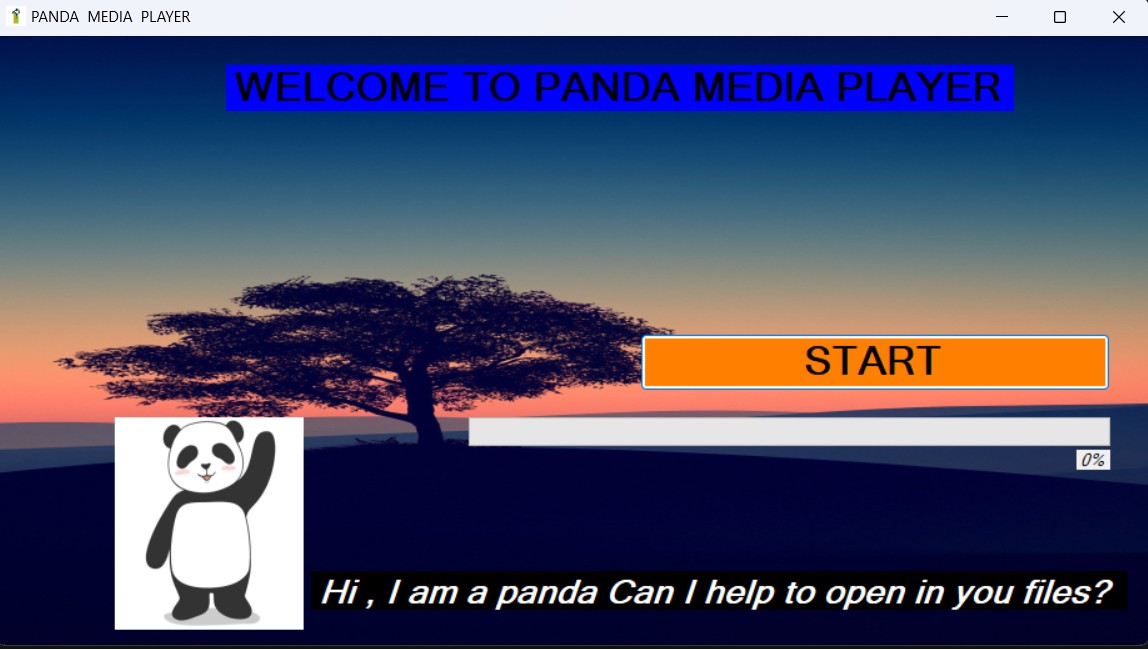 PANDA MEDIA PLAYER
WELCOME TO PANDA MEDIA PLAYER
START
0%
Hi , I am a panda Can I help to open in you files?